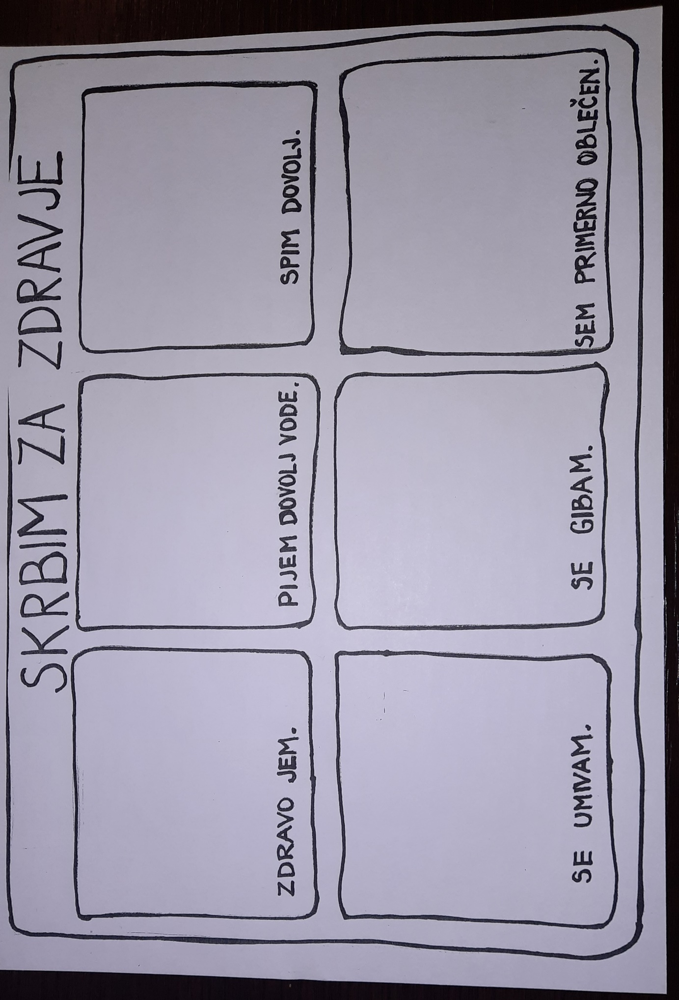 SKRBIM ZA ZDRAVJE
ZDRAVO JEM.
PIJEM DOVOLJ VODE.
SPIM DOVOLJ.
SE UMIVAM.
SE GIBAM.
SEM PRIMERNO OBLEČEN.